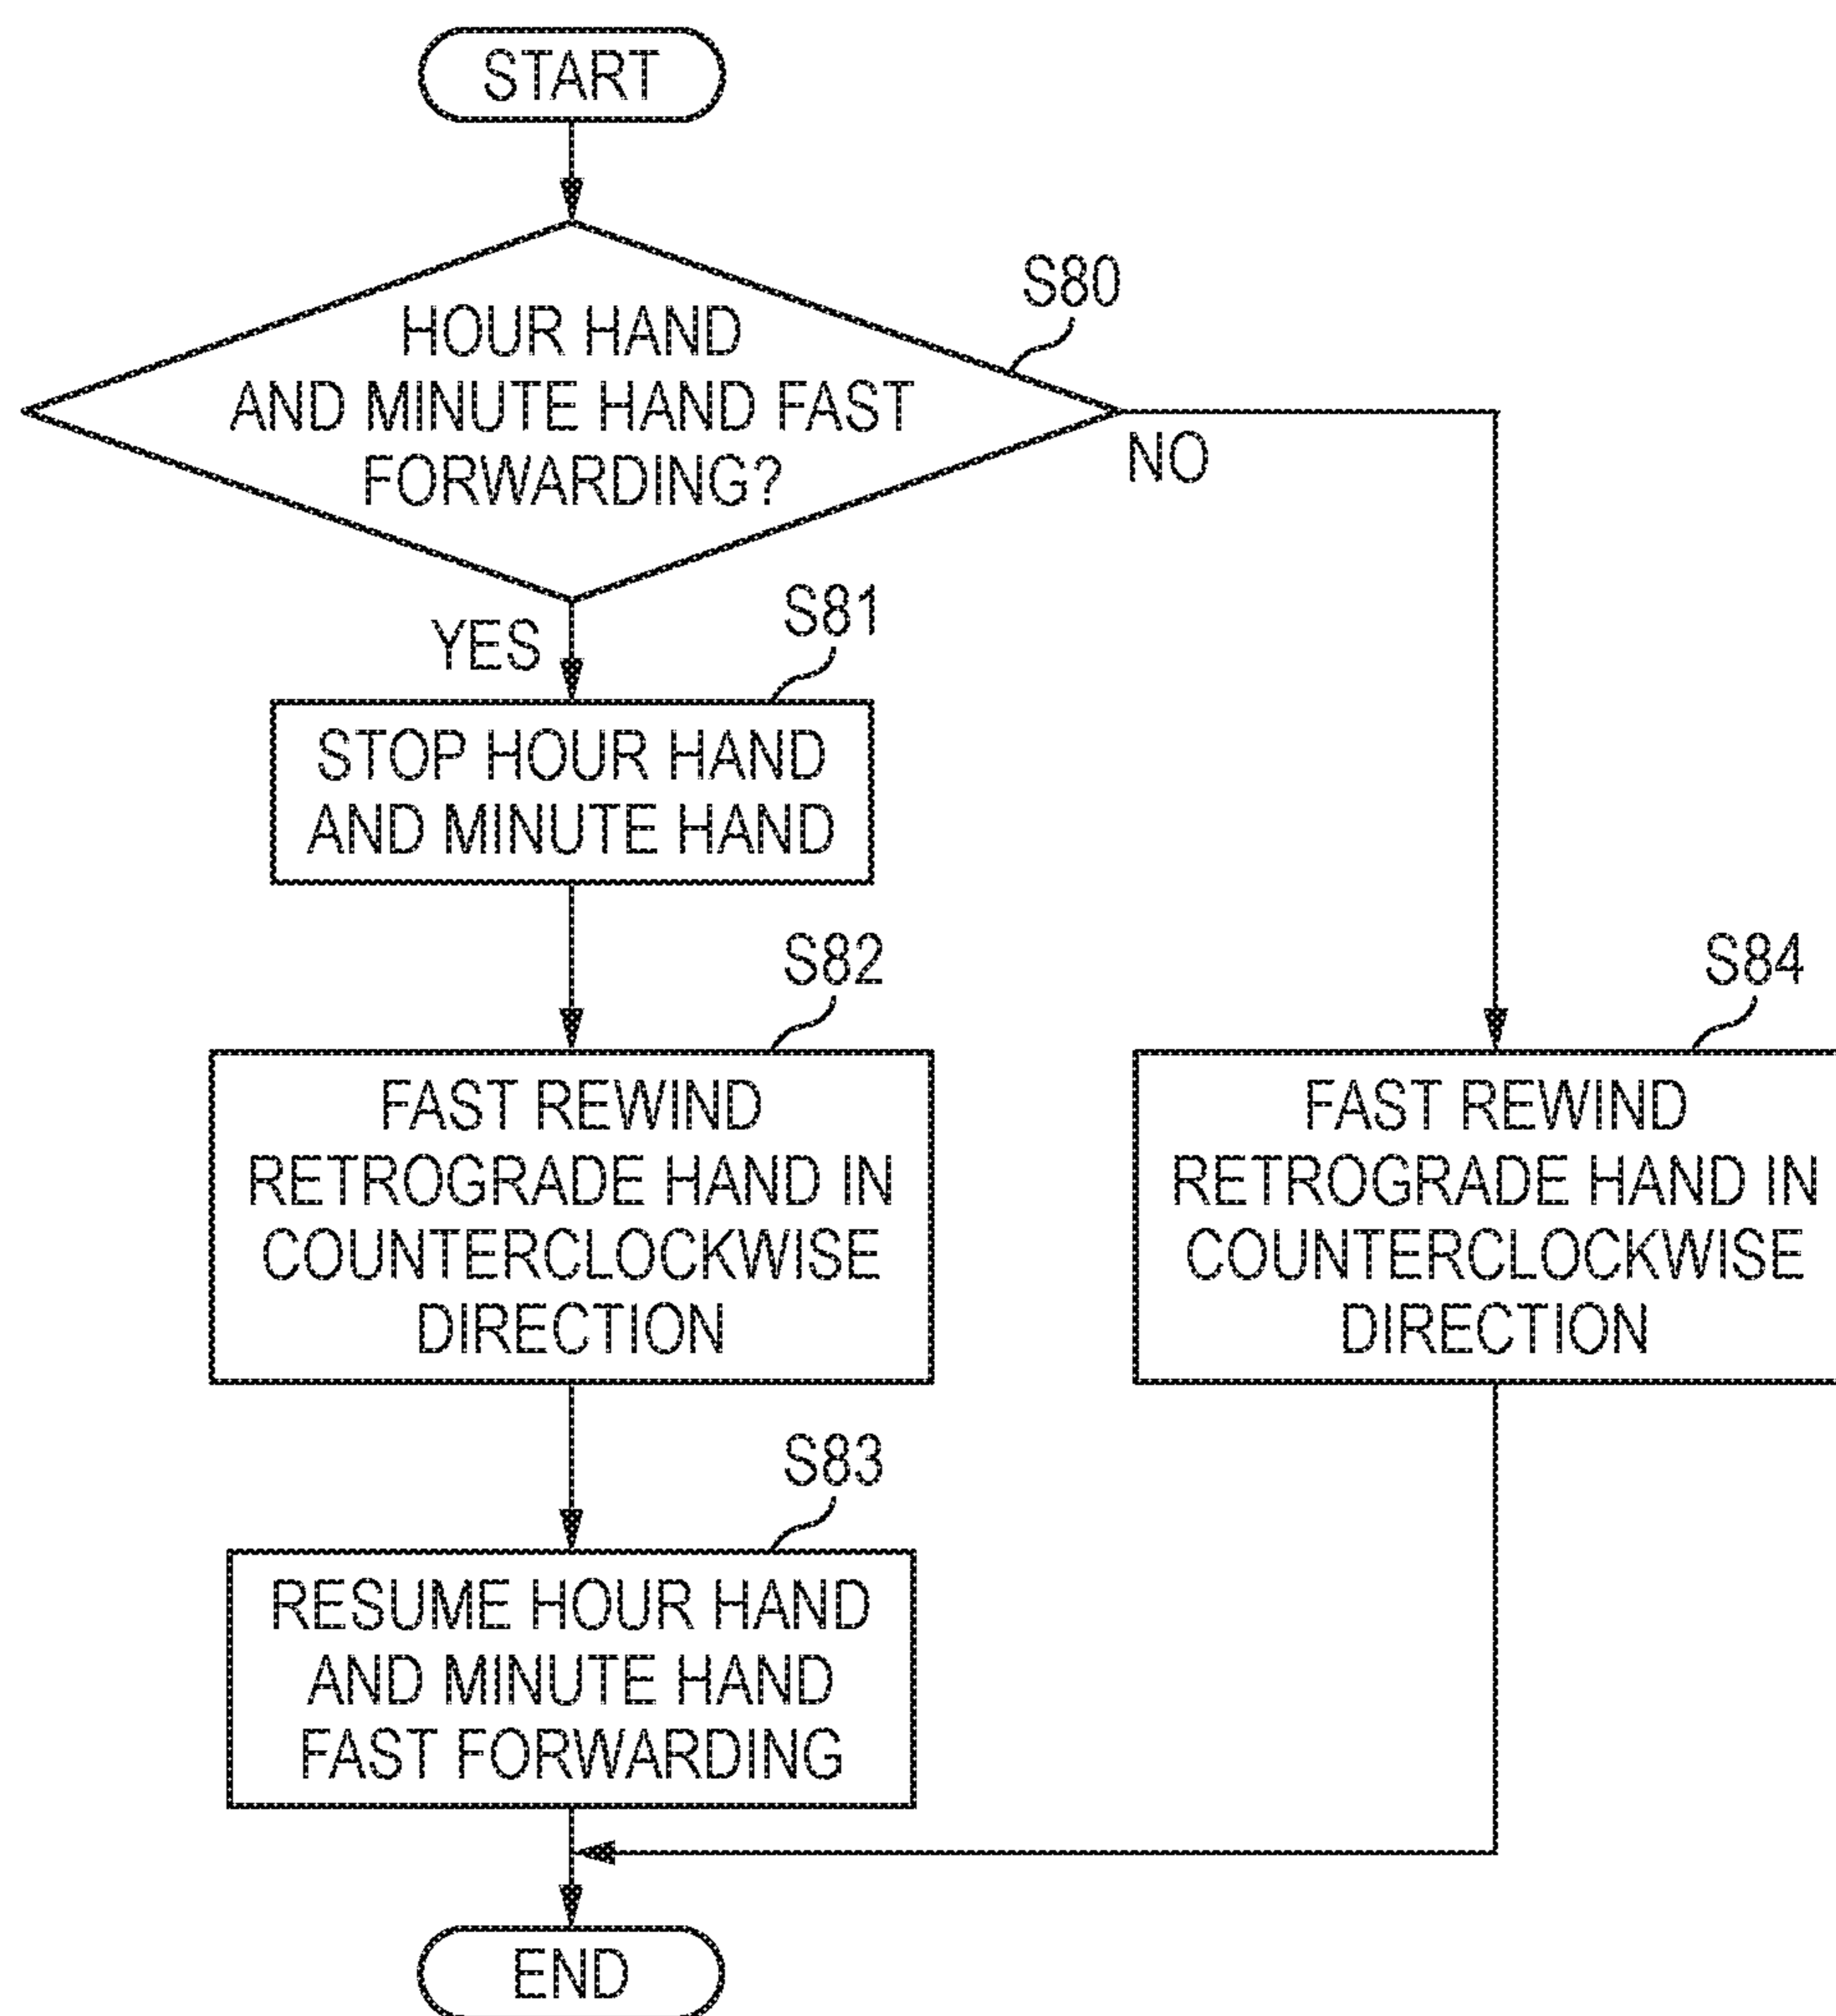 START
S80
HOUR HAND
AND MINUTE HAND FAST
FORWARDING?
NO
YES
S81
STOP HOUR HAND
AND MINUTE HAND
S82
FAST REWIND
RETROGRADE HAND IN
COUNTERCLOCKWISE
DIRECTION
S84
FAST REWIND
RETROGRADE HAND IN
COUNTERCLOCKWISE
DIRECTION
S83
RESUME HOUR HAND
AND MINUTE HAND
FAST FORWARDING
END